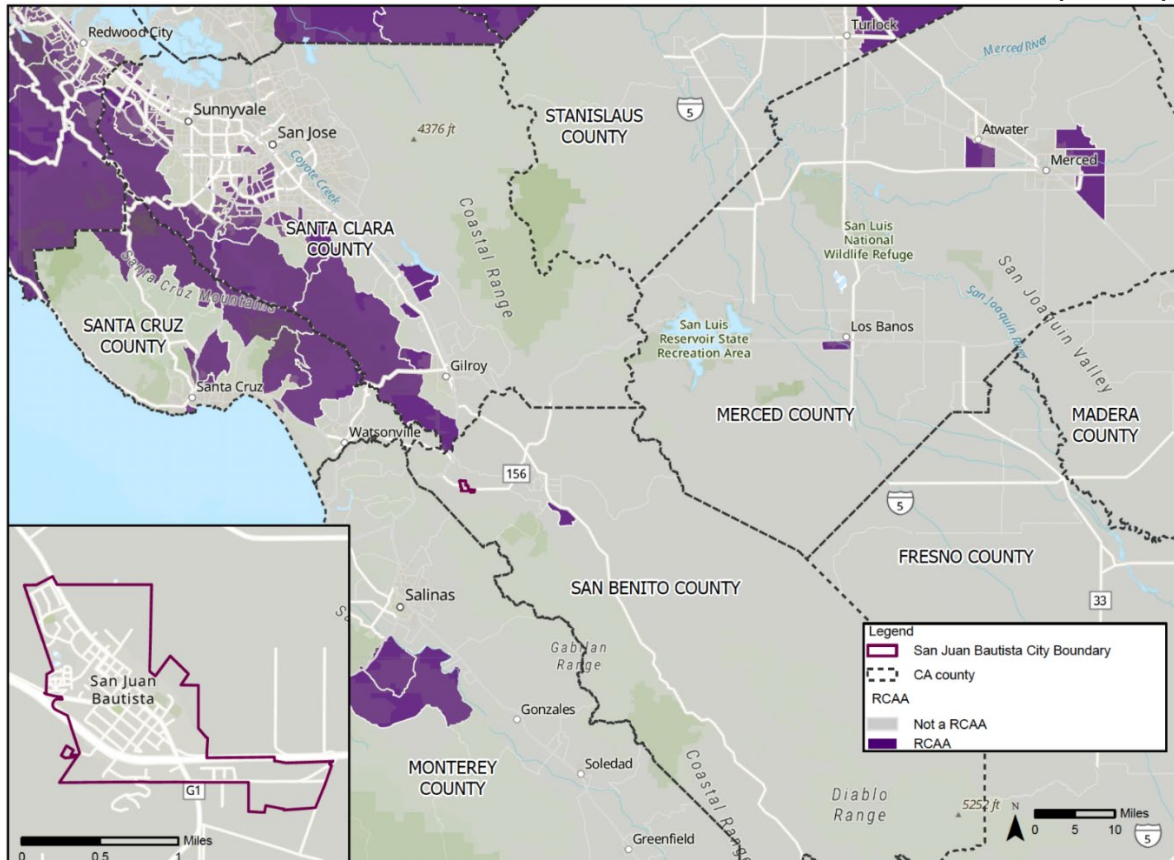 Redwood City
Sunnyvale
San Jose
Coyote Creek
4376 ft
STANISLAUS
COUNTY
5
Turlock
Merced River
Atwater
Merced
Coastal Range
SANTA CLARA
COUNTY
Santa Cruz Mountains
SANTA CRUZ
COUNTY
Santa Cruz
Gilroy
Watsonville
San Luis
National
Wildlife Refuge
San Luis
Reservoir State
Recreation Area
Los Banos
San Joaquin River
San Joaquin Valley
MERCED COUNTY
MADERA
COUNTY
156
5
FRESNO COUNTY
33
SAN BENITO COUNTY
Salinas
Gabilan
Range
Gonzales
Soledad
MONTEREY
COUNTY
Greenfield
Coastal Range
Diablo
Range
5252 ft
Legend
San Juan Bautista City Boundary
CA county
RCAA
Not a RCAA
RCAA
N
Miles
0 5 10
5
San Juan
Bautista
G1
Miles
0 0.5 1